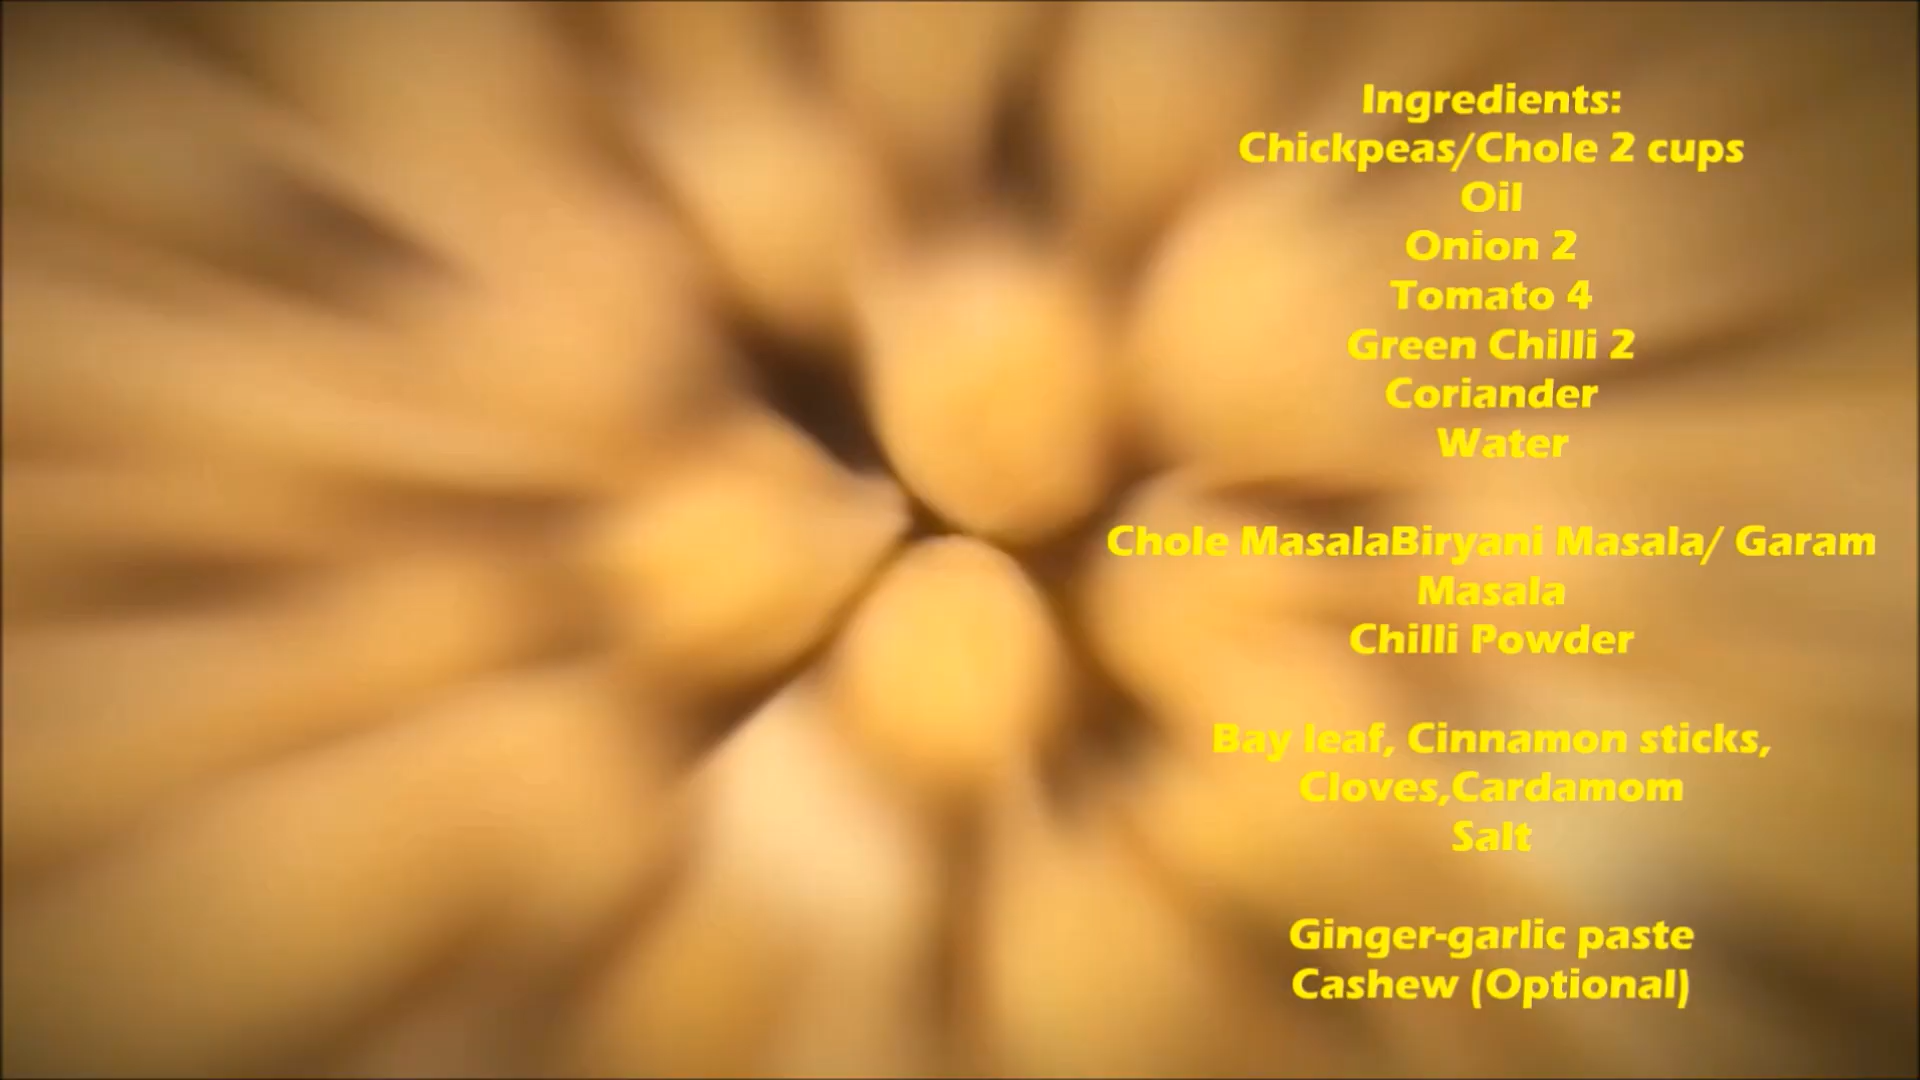 Ingredients:
Chickpeas/Chole 2 cups
Oil
Onion 2
Tomato 4
Green Chilli 2
Coriander
Water
Chole MasalaBiryani Masala/ Garam
Masala
Chilli Powder
Bay leaf, Cinnamon sticks,
Cloves,Cardamom
Salt
Ginger-garlic paste
Cashew (Optional)